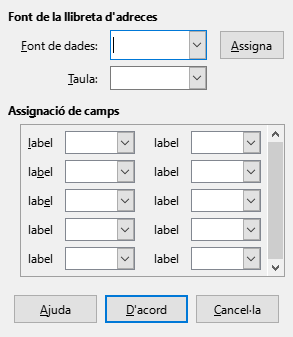 Font de la llibreta d'adreces
Font de dades: Assigna
Taula:
Assignació de camps
label label
label label
label label
label label
label label
Ajuda D'acord Cancel·la